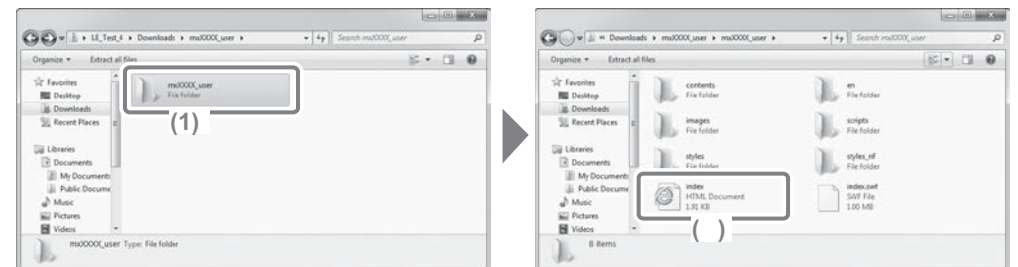 LE_Test_4 ▸ Downloads ▸ mxXXXX_user ▸
Search mxXXXX_user
Organize
Extract all files
Favorites
Desktop
Downloads
Recent Places
Libraries
Documents
My Documents
Public Docume
Music
Pictures
Videos
mxXXXX_user
File folder
(1)
mxXXXX_user Type: File folder
« Downloads ▸ mxXXXX_user ▸ mxXXXX_user ▸
Search mxXXXX_user
Organize
Extract all files
Favorites
Desktop
Downloads
Recent Places
Libraries
Documents
My Documents
Public Docume
Music
Pictures
Videos
contents
File folder
en
File folder
images
File folder
scripts
File folder
styles
File folder
styles_nf
File folder
index
HTML Document
1.91 KB
index.swf
SWF File
1.00 MB
( )
8 items